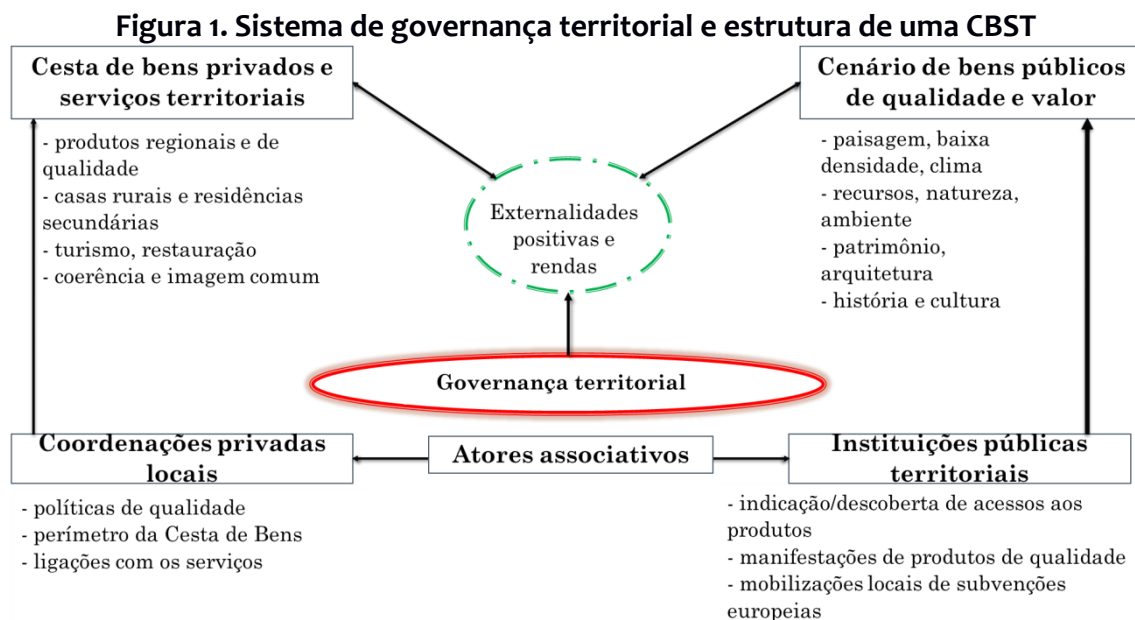 Figura 1. Sistema de governança territorial e estrutura de uma CBST
Cesta de bens privados e
serviços territoriais
- produtos regionais e de
qualidade
- casas rurais e residências
secundárias
- turismo, restauração
- coerência e imagem comum
Externalidades
positivas e
rendas
Cenário de bens públicos
de qualidade e valor
- paisagem, baixa
densidade, clima
- recursos, natureza,
ambiente
- patrimônio,
arquitetura
- história e cultura
Governança territorial
Coordenações privadas
locais
- políticas de qualidade
- perímetro da Cesta de Bens
- ligações com os serviços
Atores associativos
Instituições públicas
territoriais
- indicação/descoberta de acessos aos
produtos
- manifestações de produtos de qualidade
- mobilizações locais de subvenções
europeias